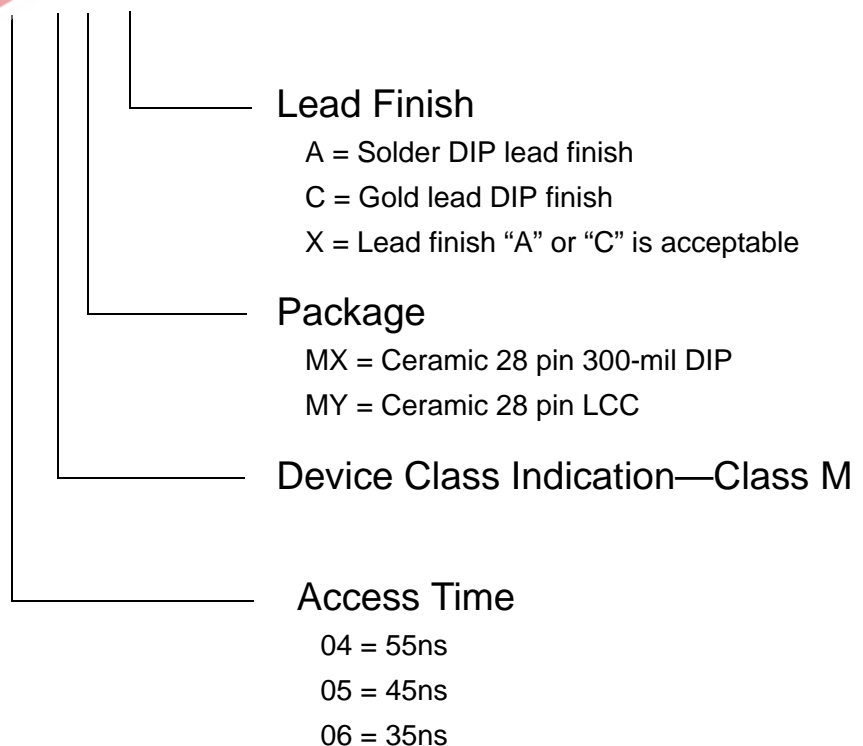 Lead Finish
A = Solder DIP lead finish
C = Gold lead DIP finish
X = Lead finish “A” or “C” is acceptable
Package
MX = Ceramic 28 pin 300-mil DIP
MY = Ceramic 28 pin LCC
Device Class Indication—Class M
Access Time
04 = 55ns
05 = 45ns
06 = 35ns